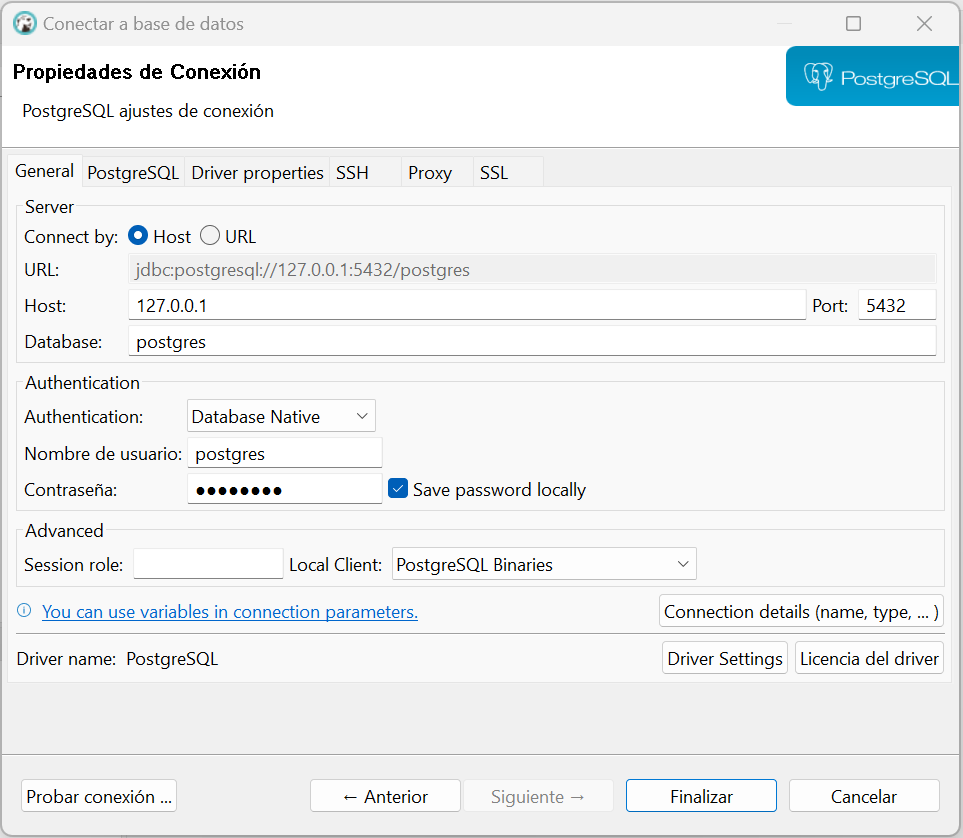 Conectar a base de datos
Propiedades de Conexión
PostgreSQL ajustes de conexión
PostgreSQL
General PostgreSQL Driver properties SSH Proxy SSL
Server
Connect by: Host URL
URL: jdbc:postgresql://127.0.0.1:5432/postgres
Host: 127.0.0.1 Port: 5432
Database: postgres
Authentication
Authentication: Database Native
Nombre de usuario: postgres
Contraseña: ●●●●●●●● Save password locally
Advanced
Session role: Local Client: PostgreSQL Binaries
You can use variables in connection parameters. Connection details (name, type, ... )
Driver name: PostgreSQL Driver Settings Licencia del driver
Probar conexión ... ← Anterior Siguiente → Finalizar Cancelar